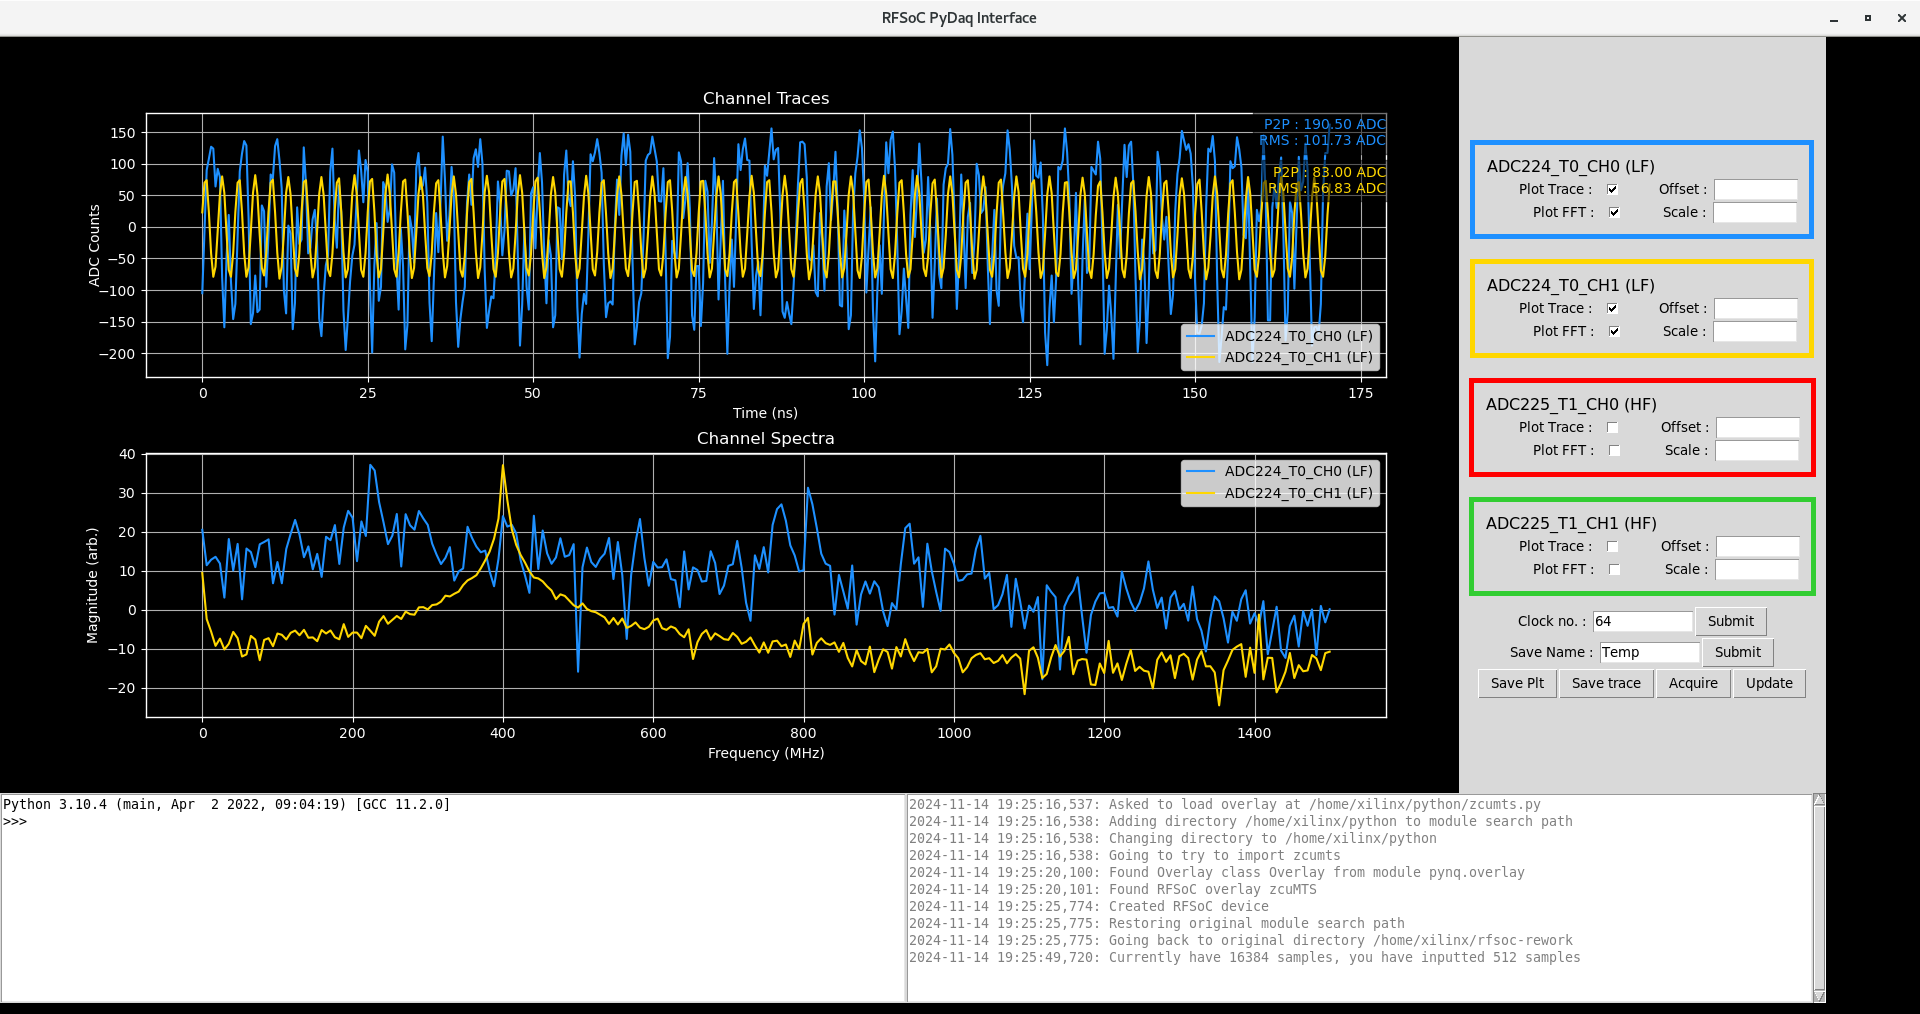 RFSoC PyDaq Interface
Channel Traces
P2P : 190.50 ADC
RMS : 101.73 ADC
P2P : 83.00 ADC
RMS : 56.83 ADC
ADC Counts
150
100
50
0
−50
−100
−150
−200
ADC224_T0_CH0 (LF)
ADC224_T0_CH1 (LF)
0 25 50 75 100 125 150 175
Time (ns)
Channel Spectra
Magnitude (arb.)
40
30
20
10
0
−10
−20
ADC224_T0_CH0 (LF)
ADC224_T0_CH1 (LF)
0 200 400 600 800 1000 1200 1400
Frequency (MHz)
ADC224_T0_CH0 (LF)
Plot Trace : Offset :
Plot FFT : Scale :
ADC224_T0_CH1 (LF)
Plot Trace : Offset :
Plot FFT : Scale :
ADC225_T1_CH0 (HF)
Plot Trace : Offset :
Plot FFT : Scale :
ADC225_T1_CH1 (HF)
Plot Trace : Offset :
Plot FFT : Scale :
Clock no. : 64 Submit
Save Name : Temp Submit
Save Plt Save trace Acquire Update
Python 3.10.4 (main, Apr  2 2022, 09:04:19) [GCC 11.2.0]
>>>
2024-11-14 19:25:16,537: Asked to load overlay at /home/xilinx/python/zcumts.py
2024-11-14 19:25:16,538: Adding directory /home/xilinx/python to module search path
2024-11-14 19:25:16,538: Changing directory to /home/xilinx/python
2024-11-14 19:25:16,538: Going to try to import zcumts
2024-11-14 19:25:20,100: Found Overlay class Overlay from module pynq.overlay
2024-11-14 19:25:20,101: Found RFSoC overlay zcuMTS
2024-11-14 19:25:25,774: Created RFSoC device
2024-11-14 19:25:25,775: Restoring original module search path
2024-11-14 19:25:25,775: Going back to original directory /home/xilinx/rfsoc-rework
2024-11-14 19:25:49,720: Currently have 16384 samples, you have inputted 512 samples